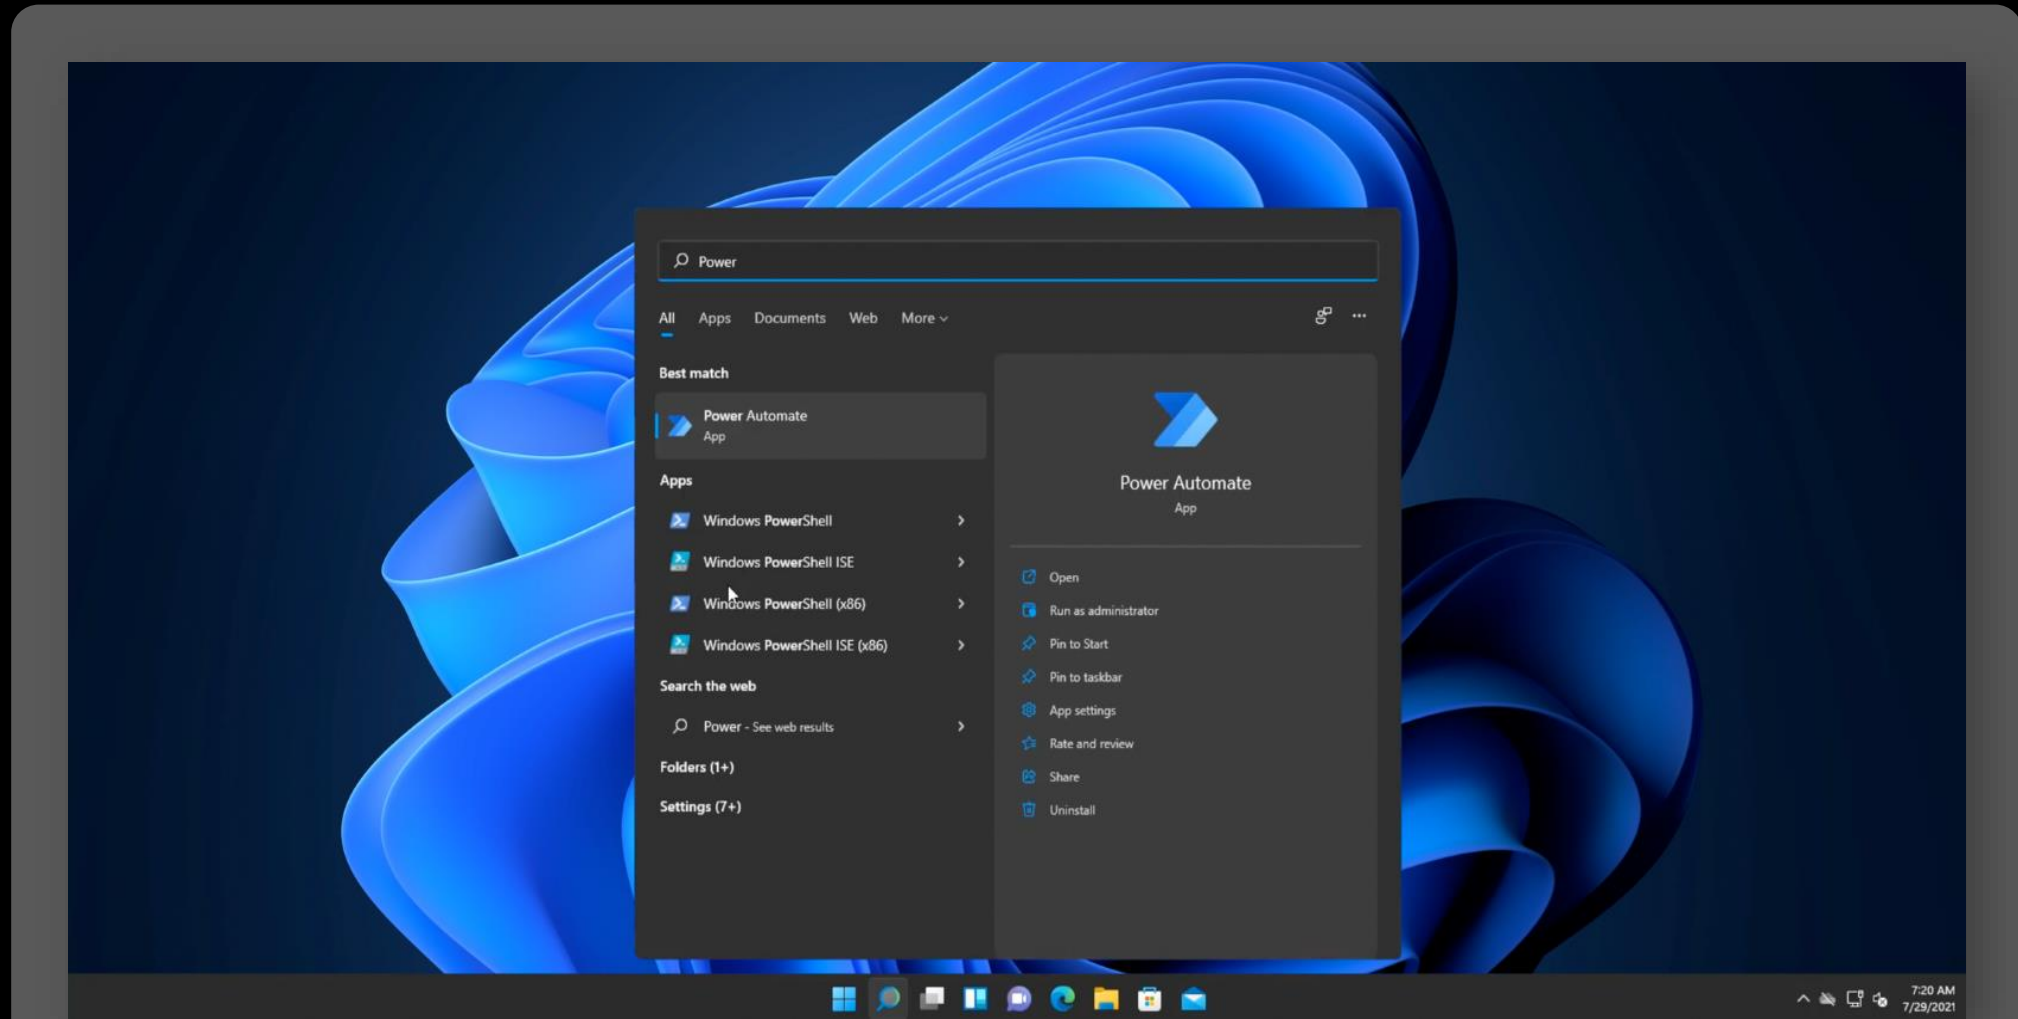 Power
All Apps Documents Web More
Best match
Power Automate
App
Apps
Windows PowerShell
Windows PowerShell ISE
Windows PowerShell (x86)
Windows PowerShell ISE (x86)
Search the web
Power - See web results
Folders (1+)
Settings (7+)
Power Automate
App
Open
Run as administrator
Pin to Start
Pin to taskbar
App settings
Rate and review
Share
Uninstall
7:20 AM
7/29/2021